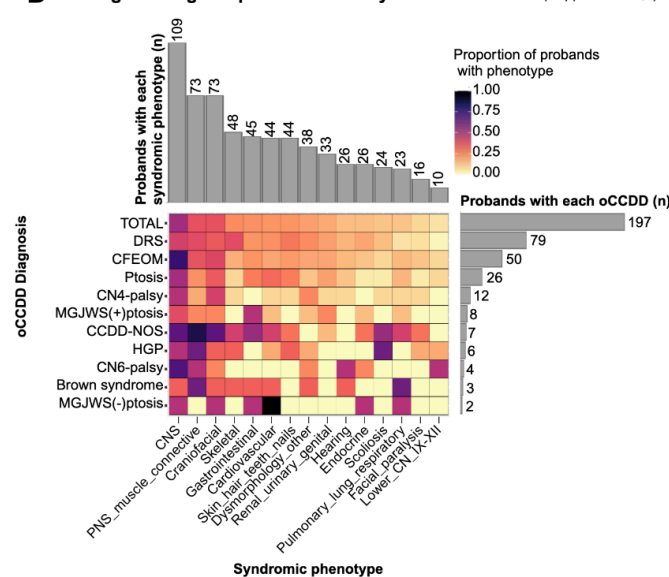 Proportion of probands
with phenotype
1.00
0.75
0.50
0.25
0.00
Probands with each
syndromic phenotype (n)
109
73
73
48
45
44
44
38
33
26
26
24
23
16
10
Probands with each oCCDD (n)
oCCDD Diagnosis
TOTAL
197
DRS
79
CFEOM
50
Ptosis
26
CN4-palsy
12
MGJWS(+)ptosis
8
CCDD-NOS
7
HGP
6
CN6-palsy
4
Brown syndrome
3
MGJWS(-)ptosis
2
CNS
PNS_muscle_connective
Craniofacial
Skeletal
Gastrointestinal
Cardiovascular
Skin_hair_teeth_nails
Dysmorphology_other
Renal_urinary_genital
Hearing
Endocrine
Scoliosis
Pulmonary_lung_respiratory
Facial_paralysis
Lower_CN_IX-XII
Syndromic phenotype